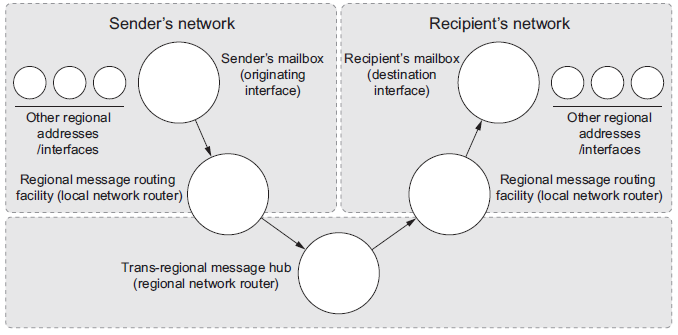 Sender’s network
Sender’s mailbox
(originating
interface)
Other regional
addresses
/interfaces
Regional message routing
facility (local network router)
Recipient’s network
Recipient’s mailbox
(destination
interface)
Other regional
addresses
/interfaces
Regional message routing
facility (local network router)
Trans-regional message hub
(regional network router)